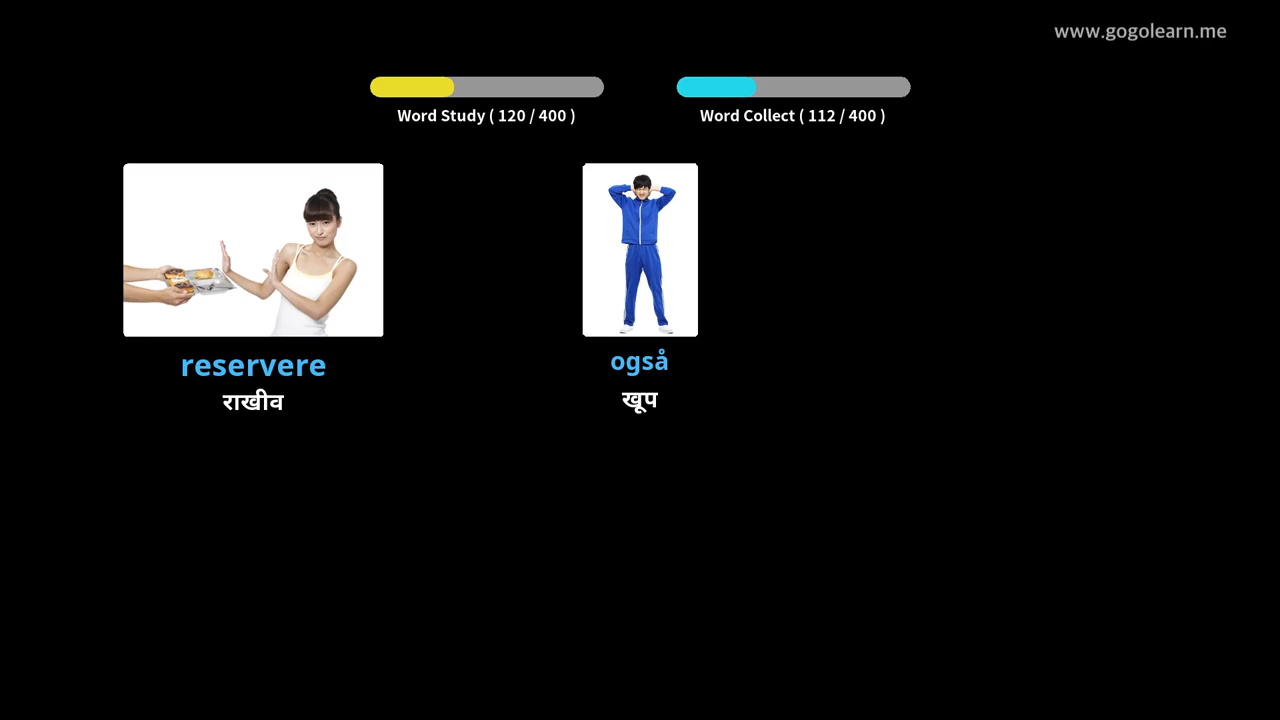 www.gogolearn.me
Word Study ( 120 / 400 )
Word Collect ( 112 / 400 )
reservere
राखीव
også
खूप